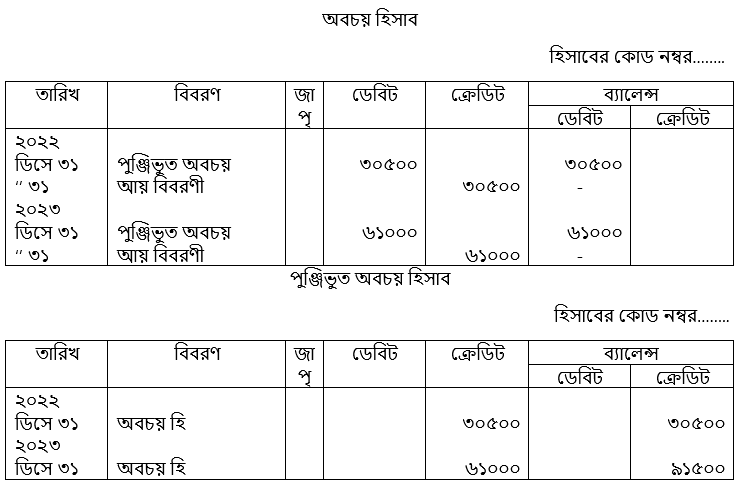 অবচয় হিসাব
হিসাবের কোড নম্বর........
তারিখ বিবরণ জা পৃ ডেবিট ক্রেডিট ব্যালেন্স
ডেবিট ক্রেডিট
২০২২
ডিসে ৩১ পুঞ্জিভুত অবচয় ৩০৫০০ ৩০৫০০
“ ৩১ আয় বিবরণী ৩০৫০০ -
২০২৩
ডিসে ৩১ পুঞ্জিভুত অবচয় ৬১০০০ ৬১০০০
“ ৩১ আয় বিবরণী ৬১০০০ -
পুঞ্জিভুত অবচয় হিসাব
হিসাবের কোড নম্বর........
তারিখ বিবরণ জা পৃ ডেবিট ক্রেডিট ব্যালেন্স
ডেবিট ক্রেডিট
২০২২
ডিসে ৩১ অবচয় হি ৩০৫০০ ৩০৫০০
২০২৩
ডিসে ৩১ অবচয় হি ৬১০০০ ৯১৫০০